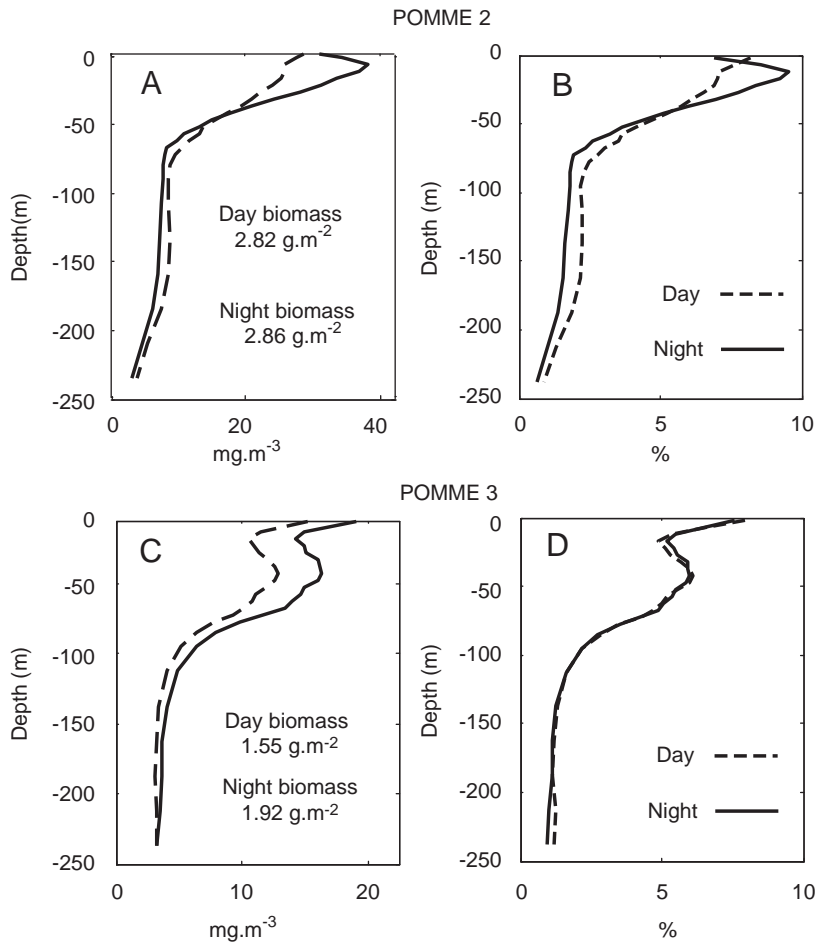 POMME 2
A
0
-50
-100
-150
-200
-250
Depth(m)
Day biomass
2.82 g.m-2
Night biomass
2.86 g.m-2
0 20 40
mg.m-3
B
0
-50
-100
-150
-200
-250
Depth (m)
Day
Night
0 5 10
%
POMME 3
C
0
-50
-100
-150
-200
-250
Depth (m)
Day biomass
1.55 g.m-2
Night biomass
1.92 g.m-2
0 10 20
mg.m-3
D
0
-50
-100
-150
-200
-250
Depth (m)
Day
Night
0 5 10
%